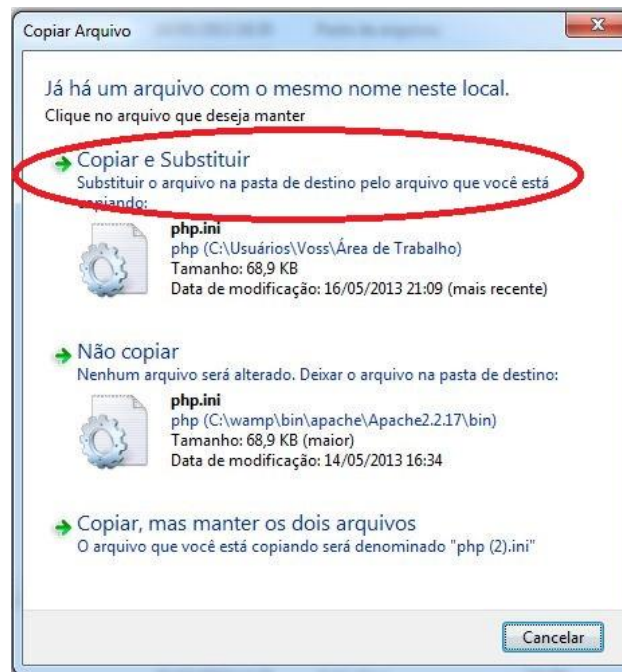 Copiar Arquivo
Já há um arquivo com o mesmo nome neste local.
Clique no arquivo que deseja manter
Copiar e Substituir
Substituir o arquivo na pasta de destino pelo arquivo que você está
copiando:
php.ini
php (C:\Usuários\Voss\Área de Trabalho)
Tamanho: 68,9 KB
Data de modificação: 16/05/2013 21:09 (mais recente)
Não copiar
Nenhum arquivo será alterado. Deixar o arquivo na pasta de destino:
php.ini
php (C:\wamp\bin\apache\Apache2.2.17\bin)
Tamanho: 68,9 KB (maior)
Data de modificação: 14/05/2013 16:34
Copiar, mas manter os dois arquivos
O arquivo que você está copiando será denominado "php (2).ini"
Cancelar